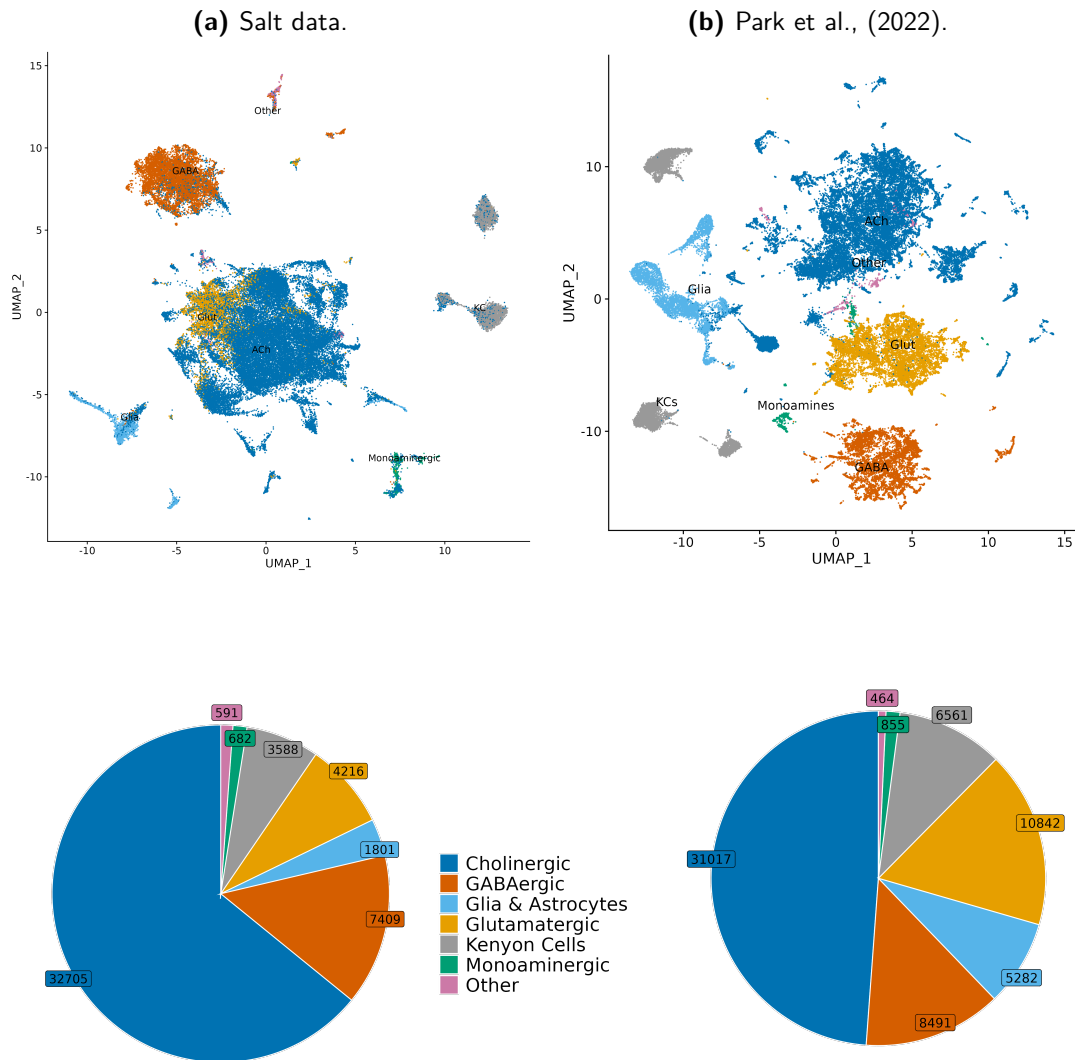 (a) Salt data.
(b) Park et al., (2022).
15
10
5
0
-5
-10
UMAP_2
Other
GABA
KC
Glut
ACh
Glia
Monoaminergic
-10 -5 0 5 10
UMAP_1
10
0
-10
UMAP_2
ACh
Other
Glia
Glut
KCs
Monoamines
GABA
-10 -5 0 5 10 15
UMAP_1
591
682
3588
4216
1801
7409
32705
Cholinergic
GABAergic
Glia & Astrocytes
Glutamatergic
Kenyon Cells
Monoaminergic
Other
464
855
6561
10842
31017
5282
8491